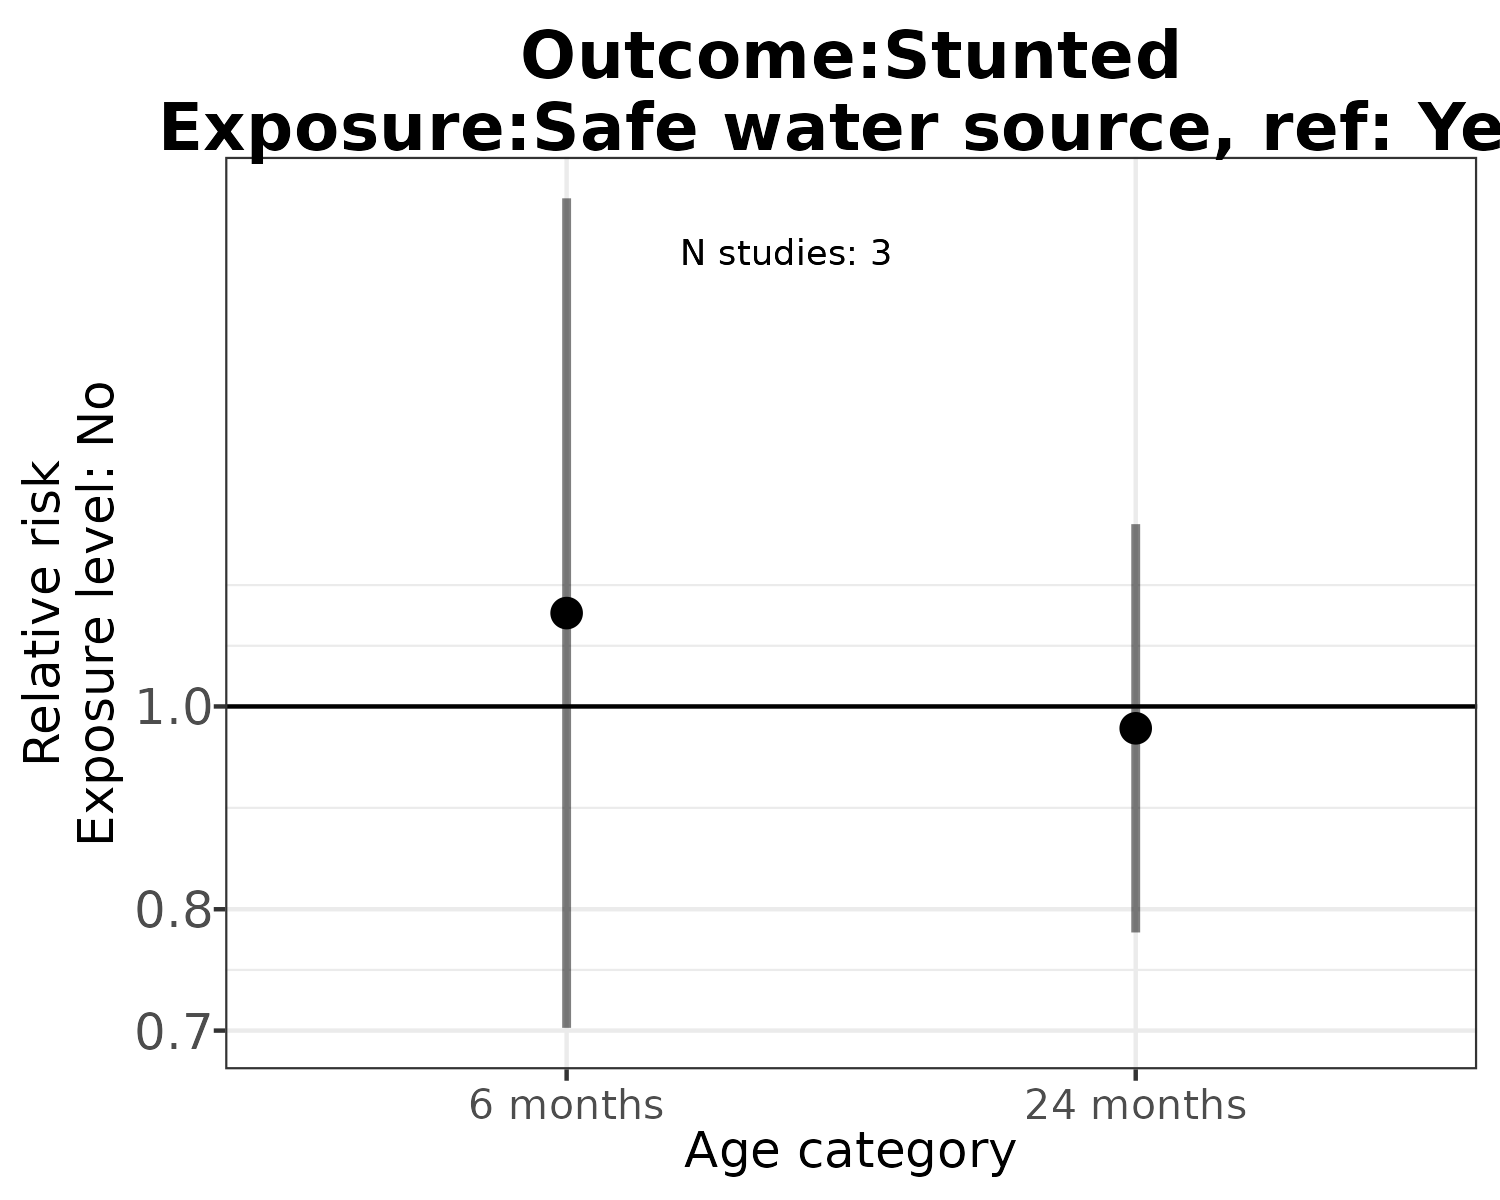 Outcome:Stunted
Exposure:Safe water source, ref: Ye
N studies: 3
Relative risk
Exposure level: No
1.0
0.8
0.7
6 months
24 months
Age category